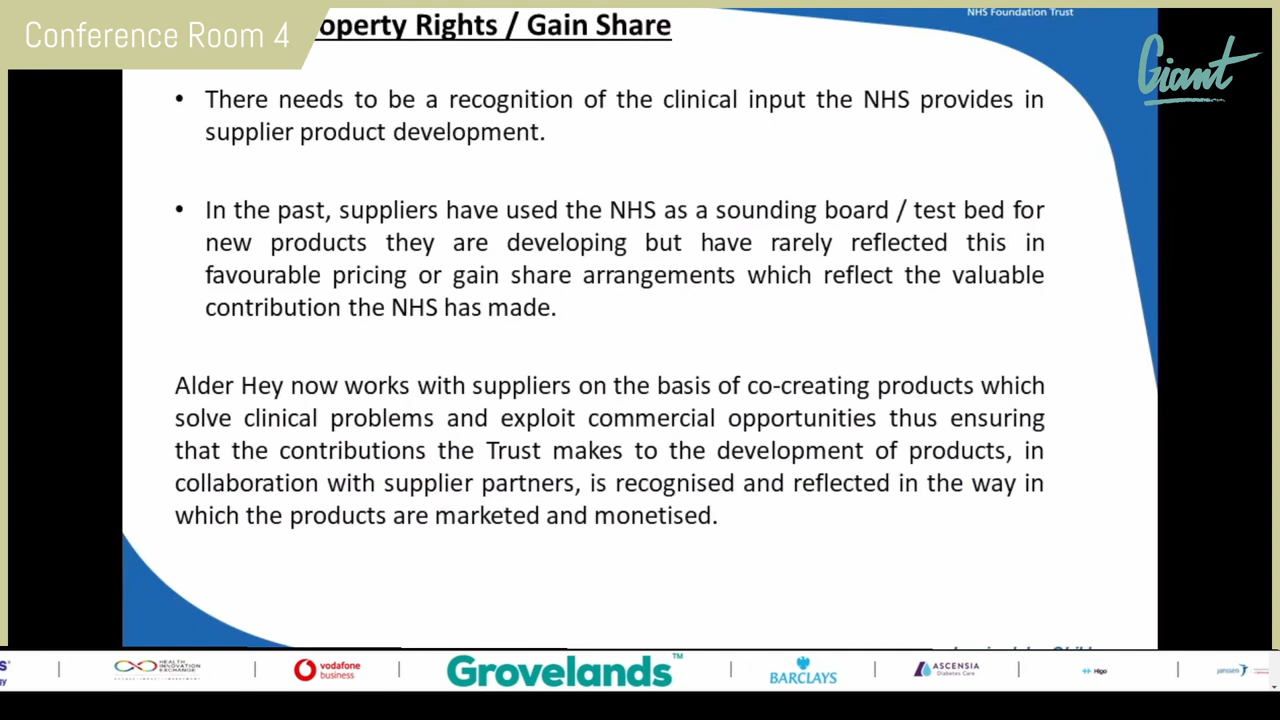 Conference Room 4
operty Rights / Gain Share
NHS Foundation Trust
Giant
• There needs to be a recognition of the clinical input the NHS provides in
supplier product development.
• In the past, suppliers have used the NHS as a sounding board / test bed for
new products they are developing but have rarely reflected this in
favourable pricing or gain share arrangements which reflect the valuable
contribution the NHS has made.
Alder Hey now works with suppliers on the basis of co-creating products which
solve clinical problems and exploit commercial opportunities thus ensuring
that the contributions the Trust makes to the development of products, in
collaboration with supplier partners, is recognised and reflected in the way in
which the products are marketed and monetised.
HEALTH
INNOVATION
EXCHANGE
vodafone
business
Grovelands™
BARCLAYS
ASCENSIA
Diabetes Care
Higo
janssen